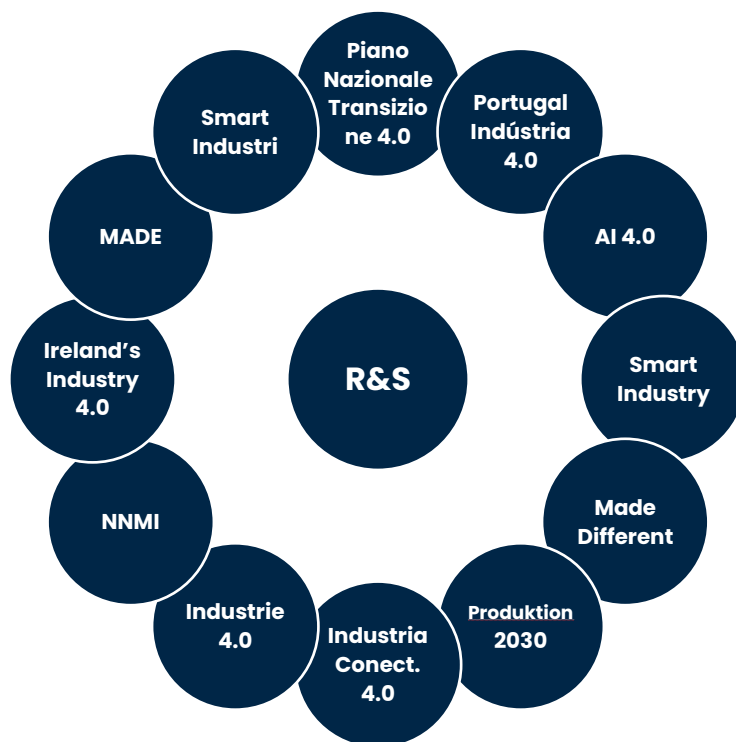 Piano
Nazionale
Transizio
ne 4.0
Portugal
Indústria
4.0
AI 4.0
Smart
Industry
Made
Different
Produktion
2030
Industria
Conect.
4.0
Industrie
4.0
NNMI
Ireland’s
Industry
4.0
MADE
Smart
Industri
R&S